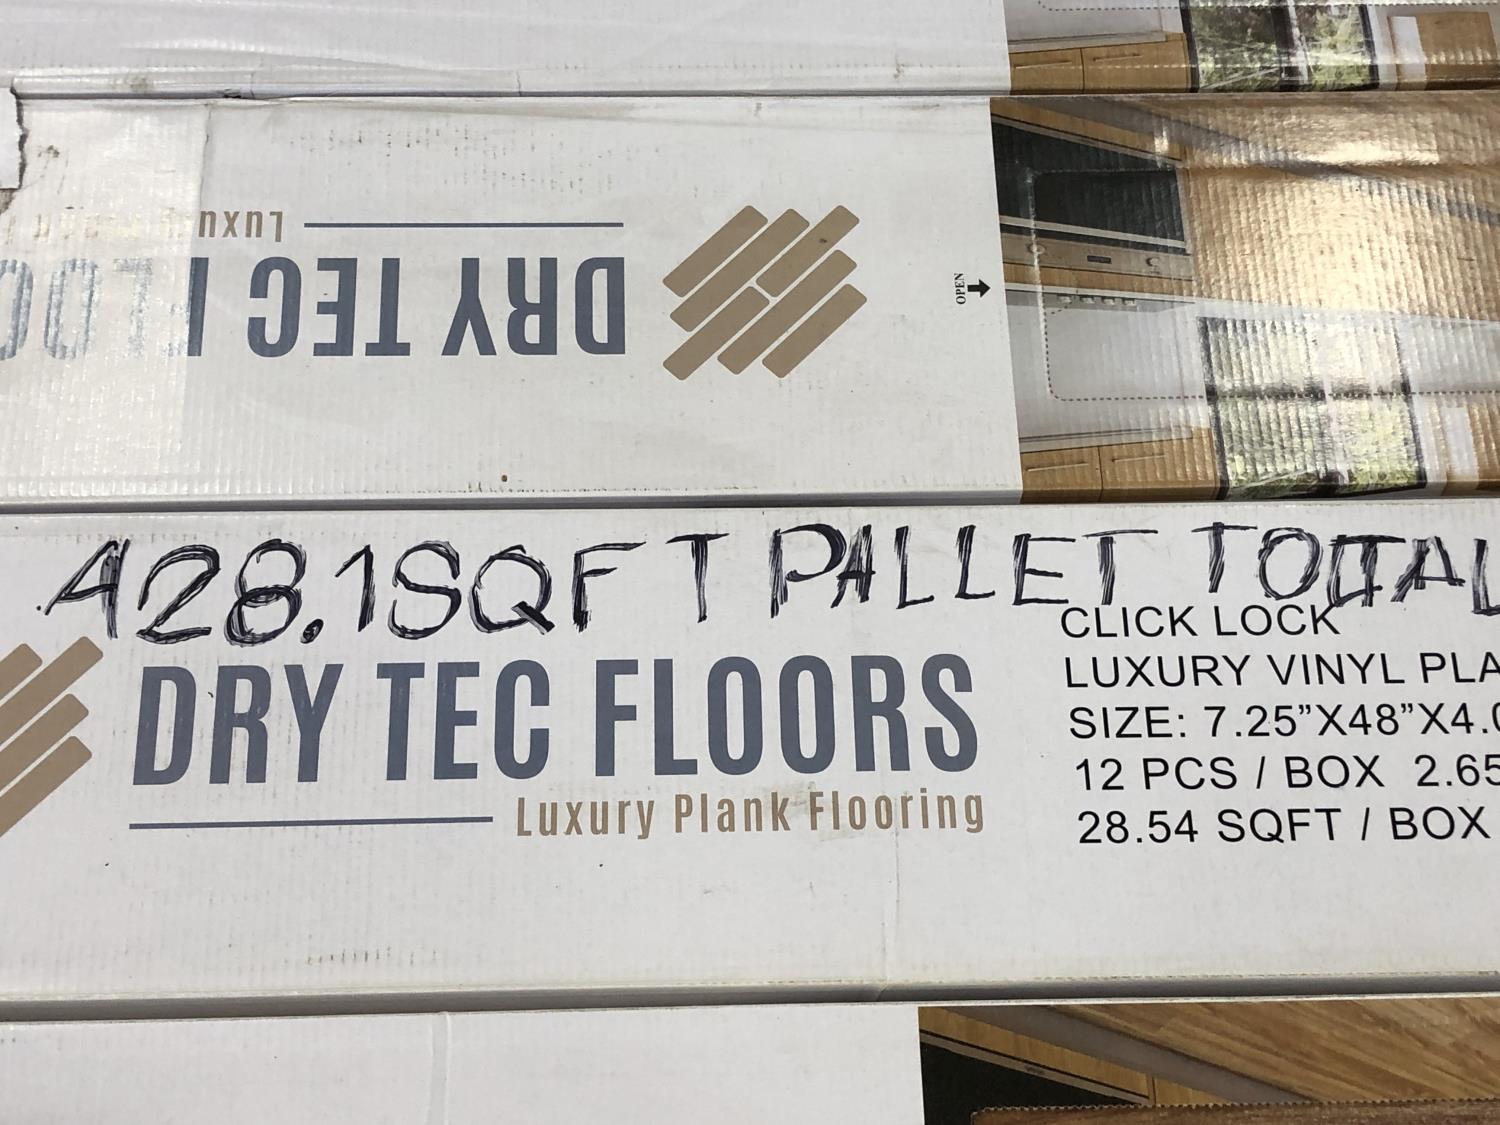 Luxury
DRY TEC FLOO
OPEN
428.1SQFT PALLET TOTAL
DRY TEC FLOORS
Luxury Plank Flooring
CLICK LOCK
LUXURY VINYL PLA
SIZE: 7.25”X48”X4.0
12 PCS / BOX 2.65
28.54 SQFT / BOX